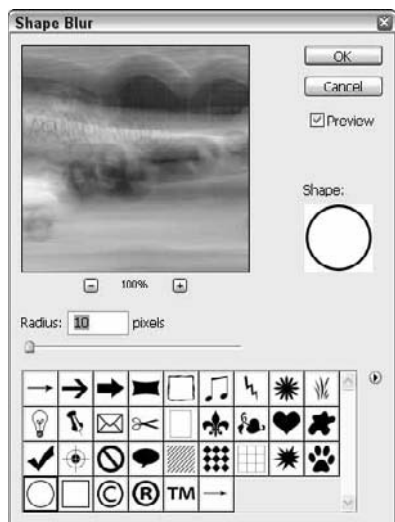 Shape Blur
OK
Cancel
Preview
Shape:
100%
Radius: 10 pixels
© ® TM